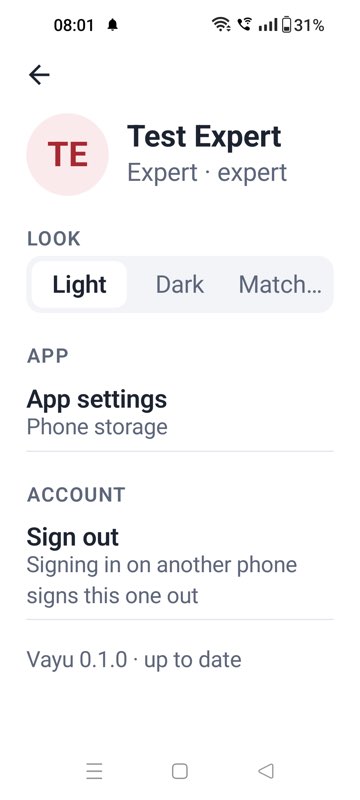 08:01
31%
TE
Test Expert
Expert · expert
LOOK
Light Dark Match...
APP
App settings
Phone storage
ACCOUNT
Sign out
Signing in on another phone
signs this one out
Vayu 0.1.0 · up to date